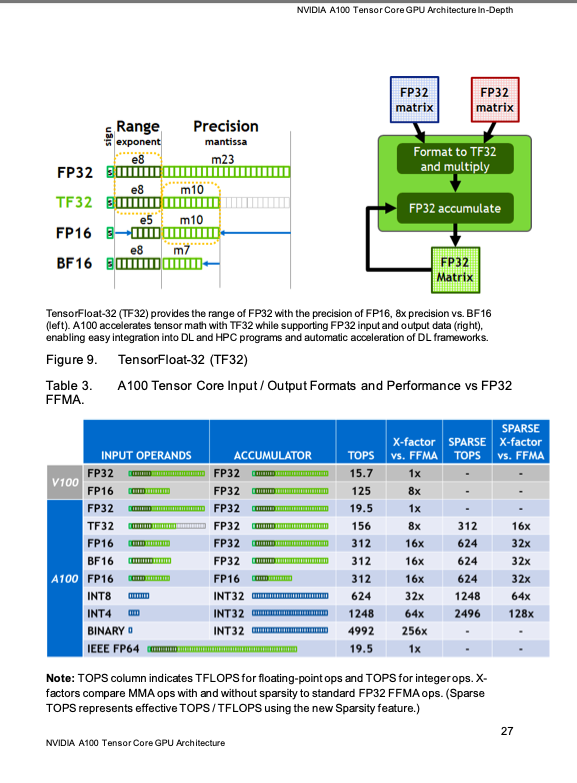 NVIDIA A100 Tensor Core GPU Architecture In-Depth
sign
Range
exponent
Precision
mantissa
FP32
s
e8
m23
TF32
s
e8
m10
FP16
s
e5
m10
BF16
s
e8
m7
FP32
matrix
FP32
matrix
Format to TF32
and multiply
FP32 accumulate
FP32
Matrix
TensorFloat-32 (TF32) provides the range of FP32 with the precision of FP16, 8x precision vs. BF16
(left). A100 accelerates tensor math with TF32 while supporting FP32 input and output data (right),
enabling easy integration into DL and HPC programs and automatic acceleration of DL frameworks.
Figure 9. TensorFloat-32 (TF32)
Table 3. A100 Tensor Core Input / Output Formats and Performance vs FP32
FFMA.
INPUT OPERANDS ACCUMULATOR TOPS X-factor vs. FFMA SPARSE TOPS SPARSE X-factor vs. FFMA
V100
FP32 FP32 15.7 1x - -
FP16 FP32 125 8x - -
A100
FP32 FP32 19.5 1x - -
TF32 FP32 156 8x 312 16x
FP16 FP32 312 16x 624 32x
BF16 FP32 312 16x 624 32x
FP16 FP16 312 16x 624 32x
INT8 INT32 624 32x 1248 64x
INT4 INT32 1248 64x 2496 128x
BINARY INT32 4992 256x - -
IEEE FP64 19.5 1x - -
Note: TOPS column indicates TFLOPS for floating-point ops and TOPS for integer ops. X-
factors compare MMA ops with and without sparsity to standard FP32 FFMA ops. (Sparse
TOPS represents effective TOPS / TFLOPS using the new Sparsity feature.)
27
NVIDIA A100 Tensor Core GPU Architecture